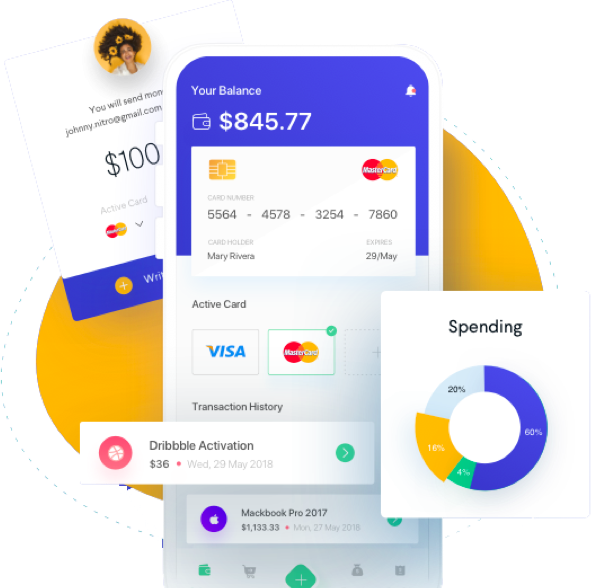 You will send mon
johnny.nitro@gmail.com
$100
Active Card
MasterCard
Writ
Your Balance
$845.77
MasterCard
CARD NUMBER
5564 - 4578 - 3254 - 7860
CARD HOLDER EXPIRES
Mary Rivera 29/May
Active Card
VISA MasterCard
Transaction History
Dribbble Activation
$36 • Wed, 29 May 2018
Mackbook Pro 2017
$1,133.33 • Mon, 27 May 2018
Spending
20%
60%
16%
4%